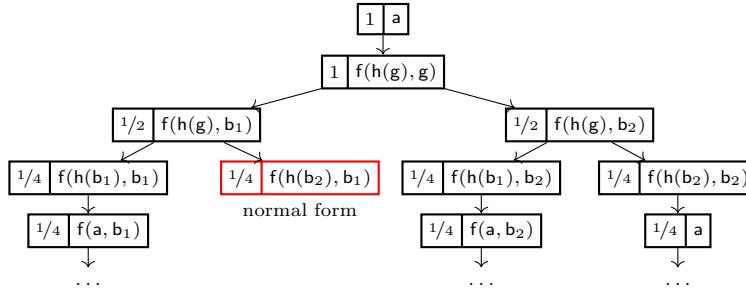 1 a
1 f(h(g), g)
1/2 f(h(g), b₁) 1/2 f(h(g), b₂)
1/4 f(h(b₁), b₁) 1/4 f(h(b₂), b₁) 1/4 f(h(b₁), b₂) 1/4 f(h(b₂), b₂)
normal form
1/4 f(a, b₁) 1/4 f(a, b₂) 1/4 a
... ... ...